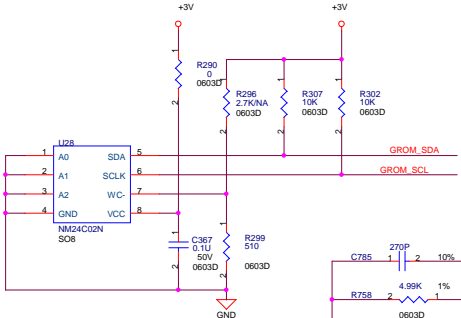 +3V
+3V
1
R290
0
0603D
2
1
R296
2.7K/NA
0603D
2
1
R307
10K
0603D
2
1
R302
10K
0603D
2
U28
GROM_SDA
1 A0 SDA 5
GROM_SCL
2 A1 SCLK 6
3 A2 WC- 7
4 GND VCC 8
NM24C02N
SO8
1
C367
0.1U
50V
0603D
2
1
R299
510
0603D
2
GND
270P
C785 1 2 10%
4.99K 1%
R758 2 1
0603D